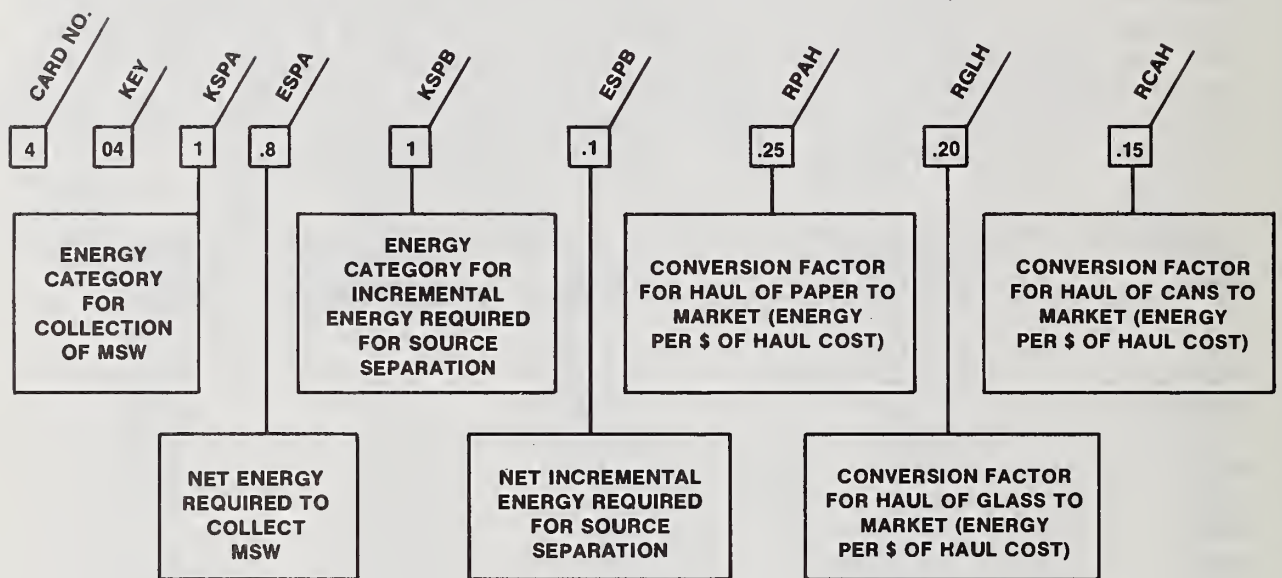 CARD NO.
KEY
KSPA
ESPA
KSPB
ESPB
RPAH
RGLH
RCAH
4
04
1
.8
1
.1
.25
.20
.15
ENERGY
CATEGORY
FOR
COLLECTION
OF MSW
ENERGY
CATEGORY FOR
INCREMENTAL
ENERGY REQUIRED
FOR SOURCE
SEPARATION
CONVERSION FACTOR
FOR HAUL OF PAPER TO
MARKET (ENERGY
PER $ OF HAUL COST)
CONVERSION FACTOR
FOR HAUL OF CANS TO
MARKET (ENERGY
PER $ OF HAUL COST)
NET ENERGY
REQUIRED TO
COLLECT
MSW
NET INCREMENTAL
ENERGY REQUIRED
FOR SOURCE
SEPARATION
CONVERSION FACTOR
FOR HAUL OF GLASS TO
MARKET (ENERGY
PER $ OF HAUL COST)